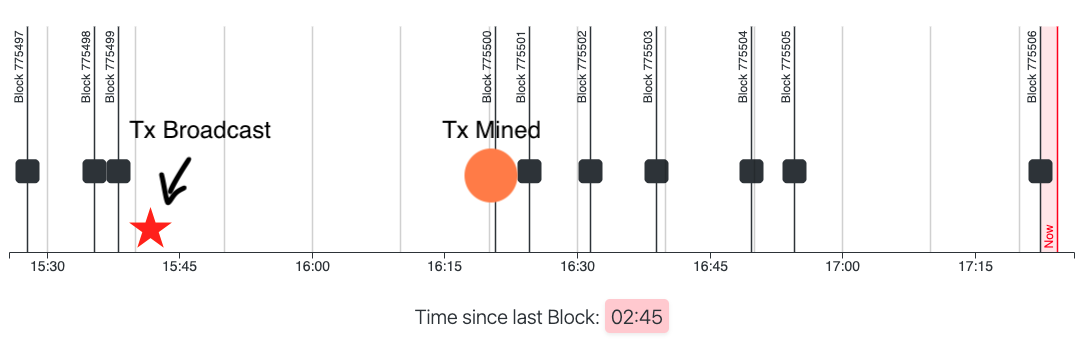 Block 775497
Block 775498
Block 775499
Block 775500
Block 775501
Block 775502
Block 775503
Block 775504
Block 775505
Block 775506
Tx Broadcast
Tx Mined
Now
15:30
15:45
16:00
16:15
16:30
16:45
17:00
17:15
Time since last Block: 02:45